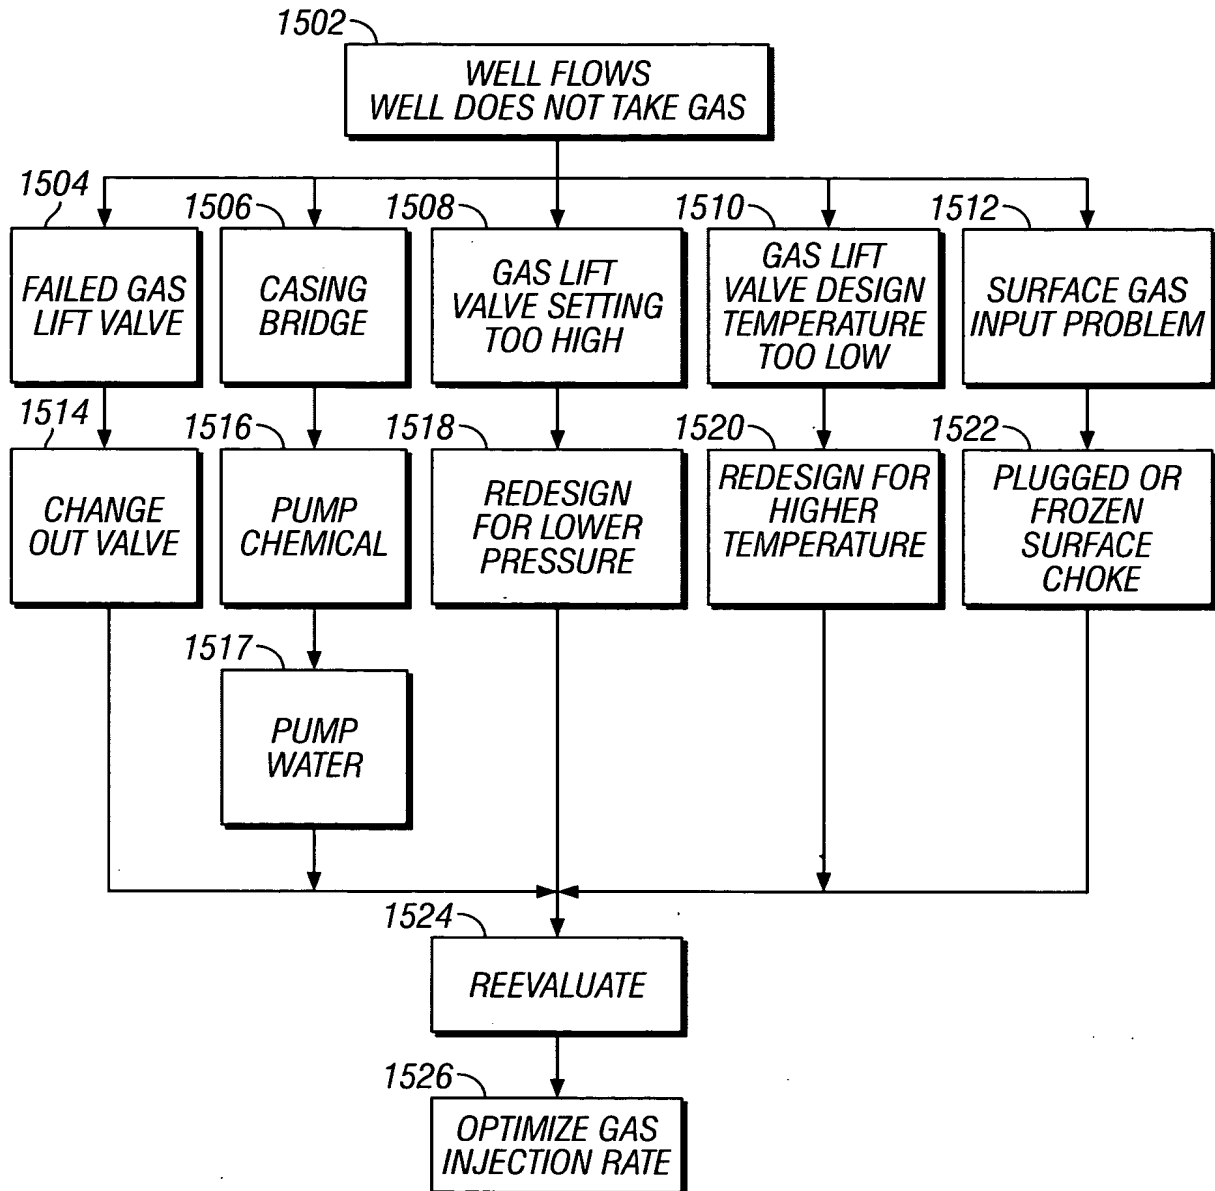 1502
WELL FLOWS
WELL DOES NOT TAKE GAS
1504
FAILED GAS
LIFT VALVE
1506
CASING
BRIDGE
1508
GAS LIFT
VALVE SETTING
TOO HIGH
1510
GAS LIFT
VALVE DESIGN
TEMPERATURE
TOO LOW
1512
SURFACE GAS
INPUT PROBLEM
1514
CHANGE
OUT VALVE
1516
PUMP
CHEMICAL
1518
REDESIGN
FOR LOWER
PRESSURE
1520
REDESIGN FOR
HIGHER
TEMPERATURE
1522
PLUGGED OR
FROZEN
SURFACE
CHOKE
1517
PUMP
WATER
1524
REEVALUATE
1526
OPTIMIZE GAS
INJECTION RATE